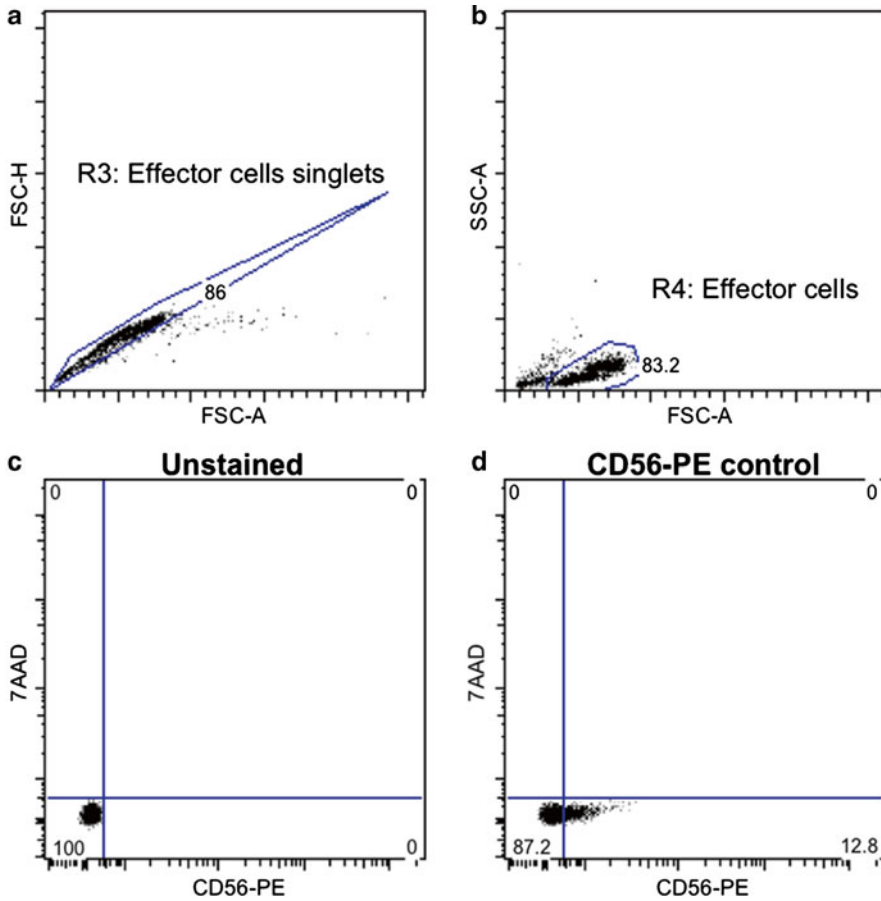 a
FSC-H
R3: Effector cells singlets
86
FSC-A
b
SSC-A
R4: Effector cells
83.2
FSC-A
c
Unstained
0
0
7AAD
100
0
CD56-PE
d
CD56-PE control
0
0
7AAD
87.2
12.8
CD56-PE